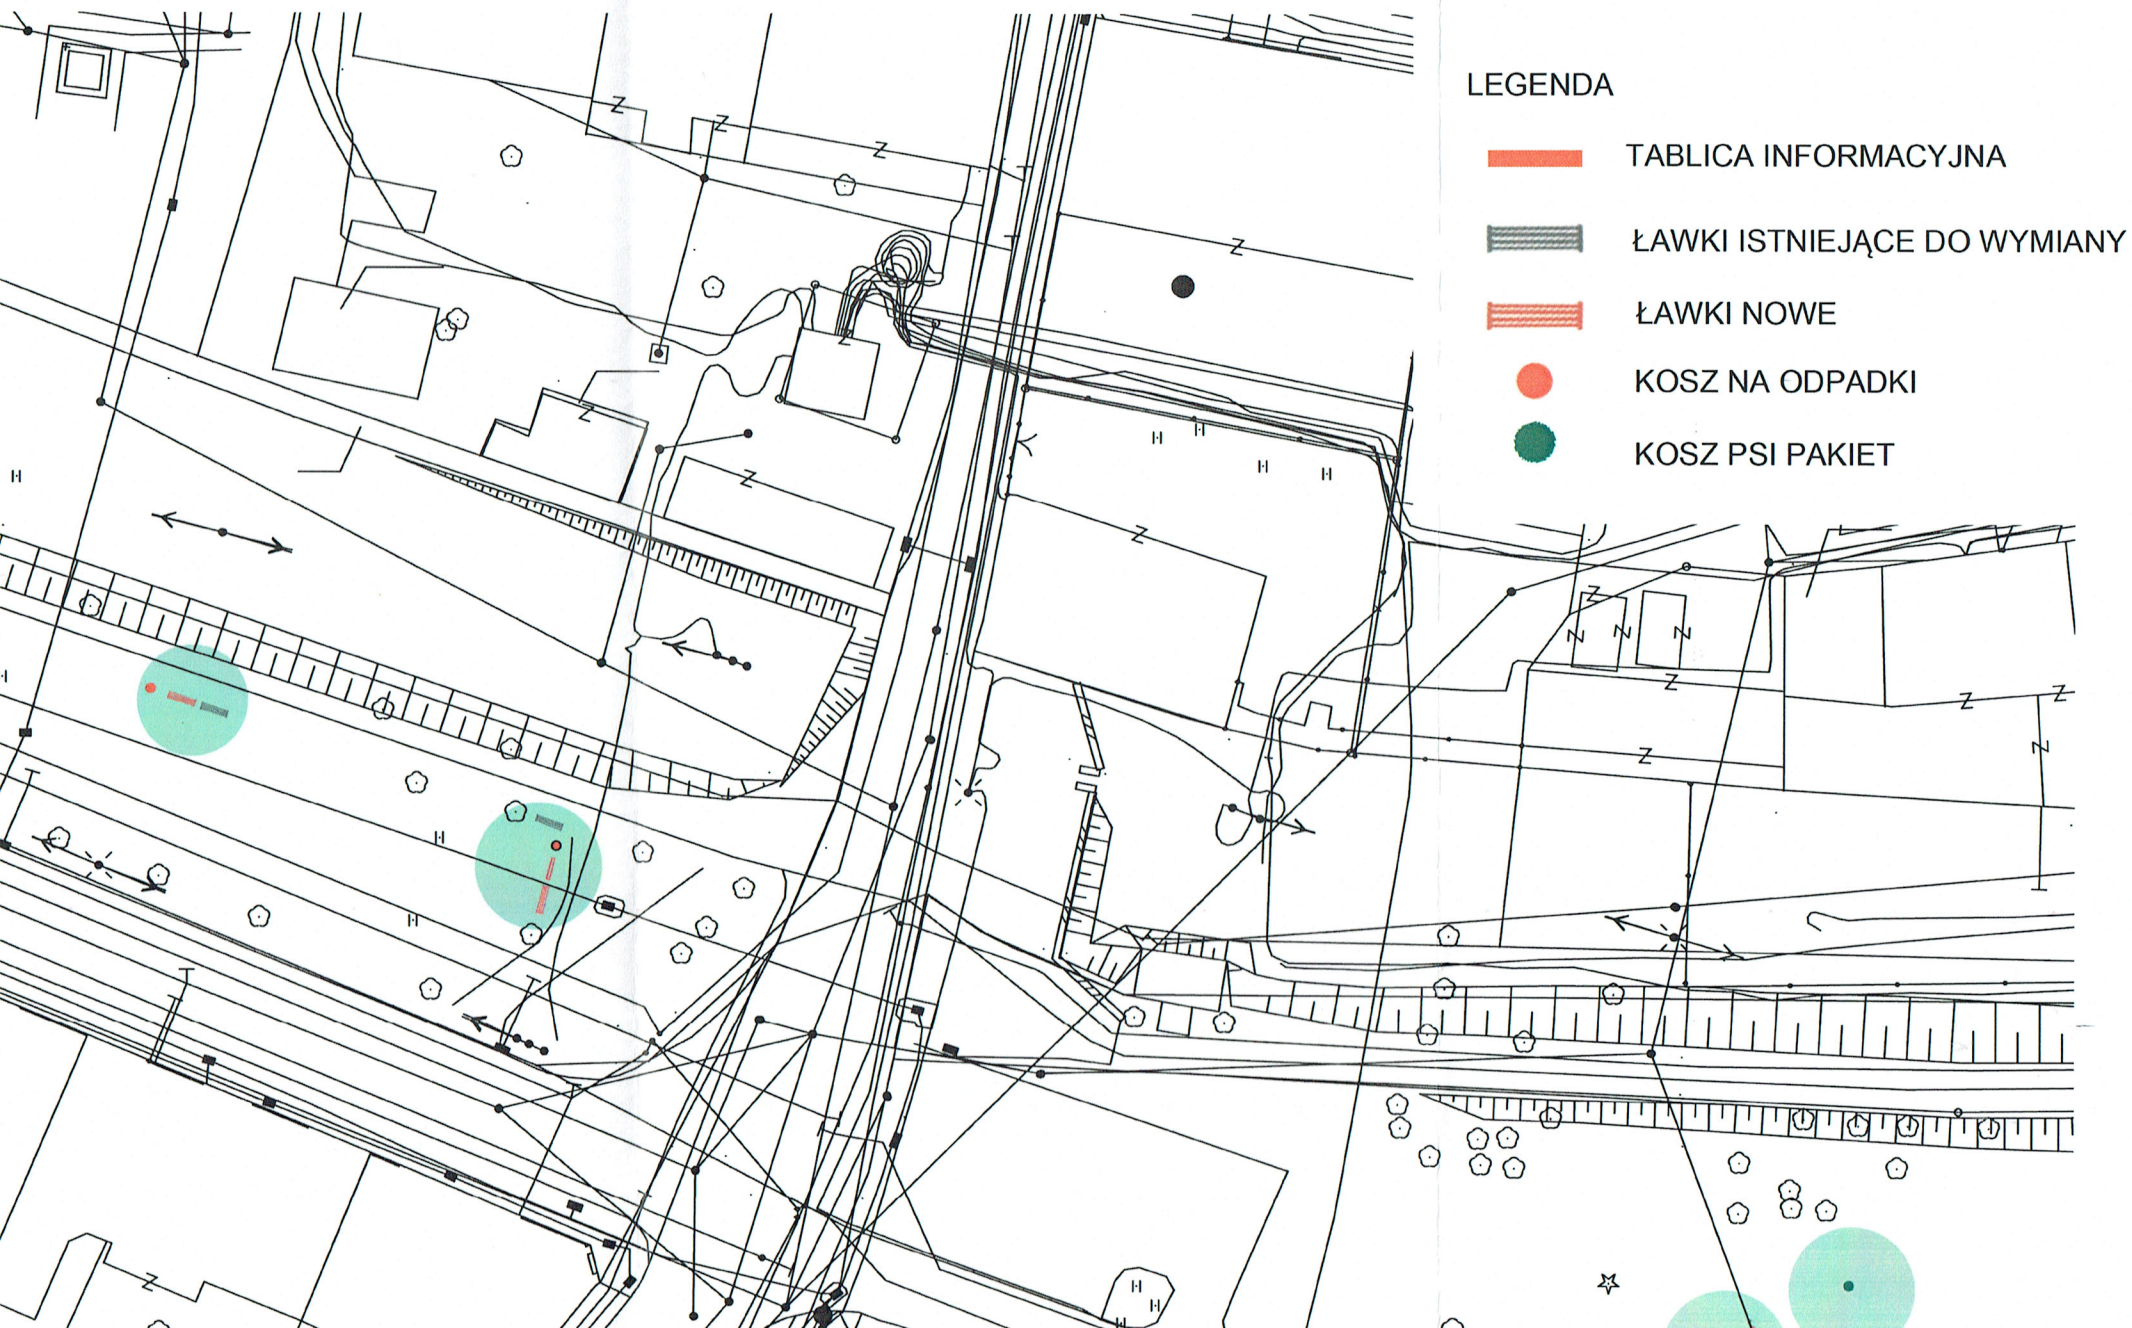 LEGENDA
TABLICA INFORMACYJNA
ŁAWKI ISTNIEJĄCE DO WYMIANY
ŁAWKI NOWE
KOSZ NA ODPADKI
KOSZ PSI PAKIET